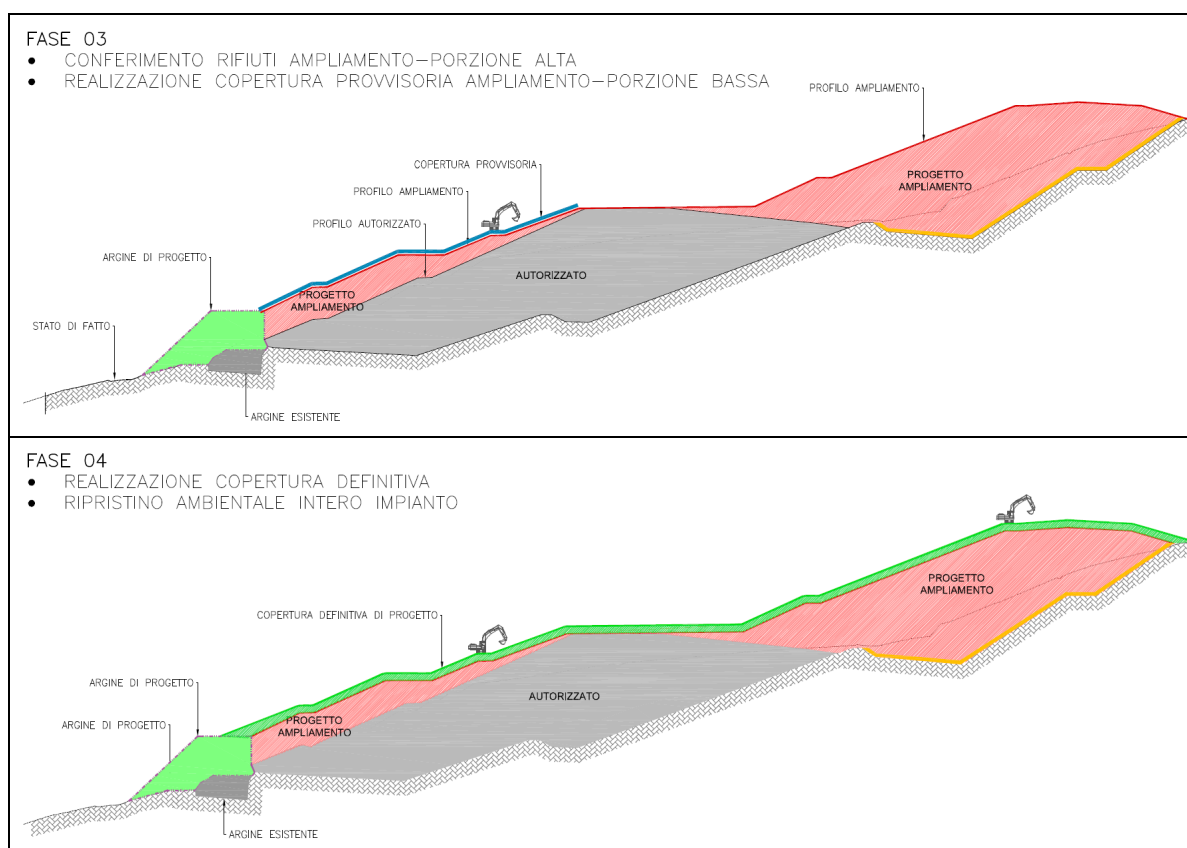 FASE 03
• CONFERIMENTO RIFIUTI AMPLIAMENTO-PORZIONE ALTA
• REALIZZAZIONE COPERTURA PROVVISORIA AMPLIAMENTO-PORZIONE BASSA
PROFILO AMPLIAMENTO
COPERTURA PROVVISORIA
PROFILO AMPLIAMENTO
PROFILO AUTORIZZATO
ARGINE DI PROGETTO
STATO DI FATTO
PROGETTO
AMPLIAMENTO
AUTORIZZATO
PROGETTO
AMPLIAMENTO
ARGINE ESISTENTE
FASE 04
• REALIZZAZIONE COPERTURA DEFINITIVA
• RIPRISTINO AMBIENTALE INTERO IMPIANTO
COPERTURA DEFINITIVA DI PROGETTO
PROGETTO
AMPLIAMENTO
ARGINE DI PROGETTO
AUTORIZZATO
ARGINE DI PROGETTO
PROGETTO
AMPLIAMENTO
ARGINE ESISTENTE